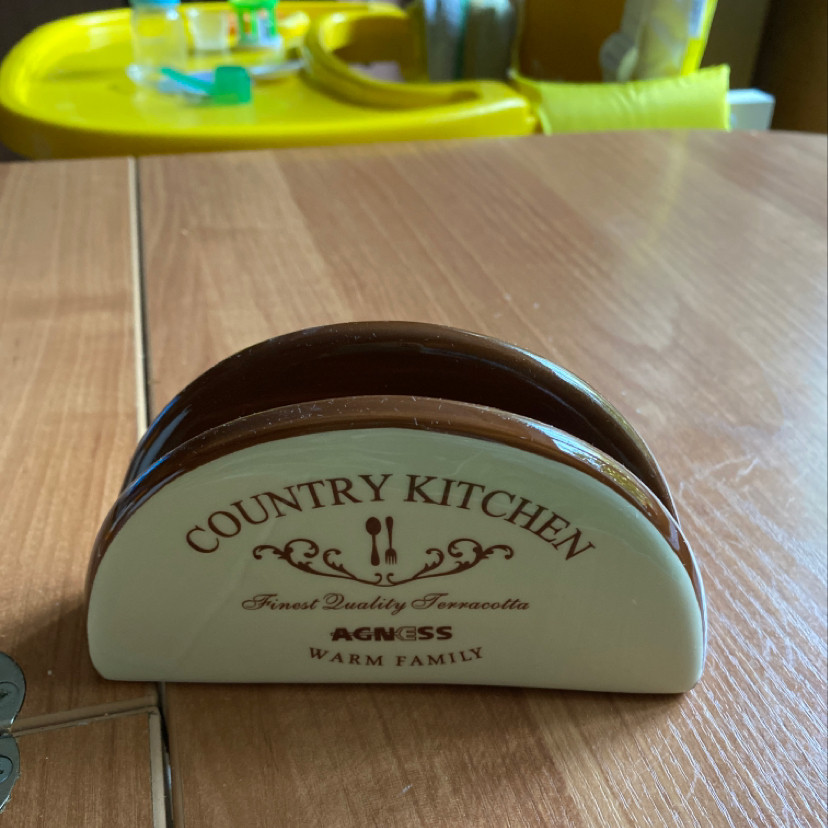 COUNTRY KITCHEN
Finest Quality Terracotta
AGNESS
WARM FAMILY